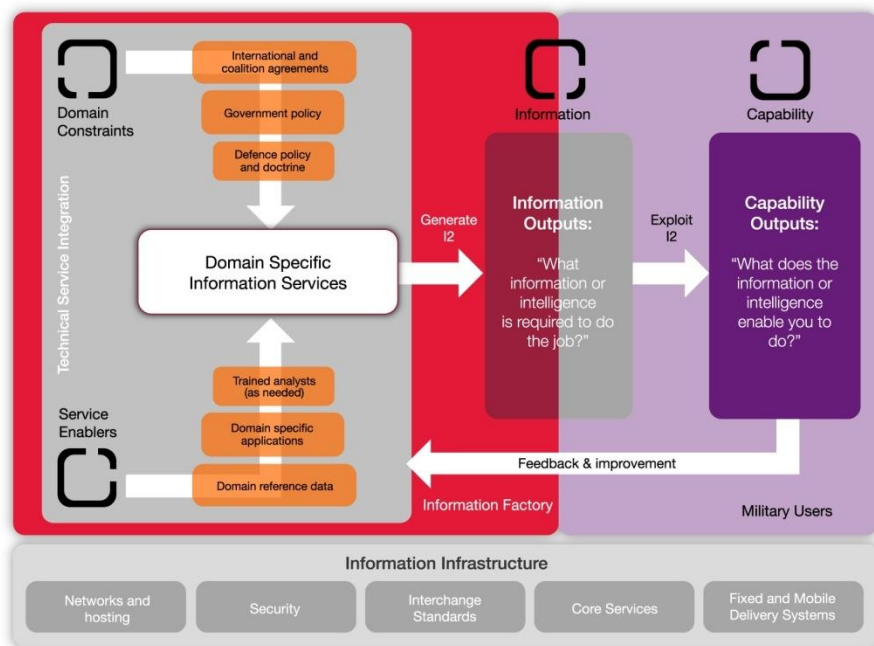 Domain
Constraints
International and
coalition agreements
Government policy
Defence policy
and doctrine
Technical Service Integration
Domain Specific
Information Services
Trained analysts
(as needed)
Domain specific
applications
Domain reference data
Service
Enablers
Generate
I2
Information
Information
Outputs:
“What
information or
intelligence
is required to do
the job?”
Exploit
I2
Capability
Capability
Outputs:
“What does the
information or
intelligence
enable you to
do?”
Feedback & improvement
Information Factory
Military Users
Information Infrastructure
Networks and
hosting
Security
Interchange
Standards
Core Services
Fixed and Mobile
Delivery Systems